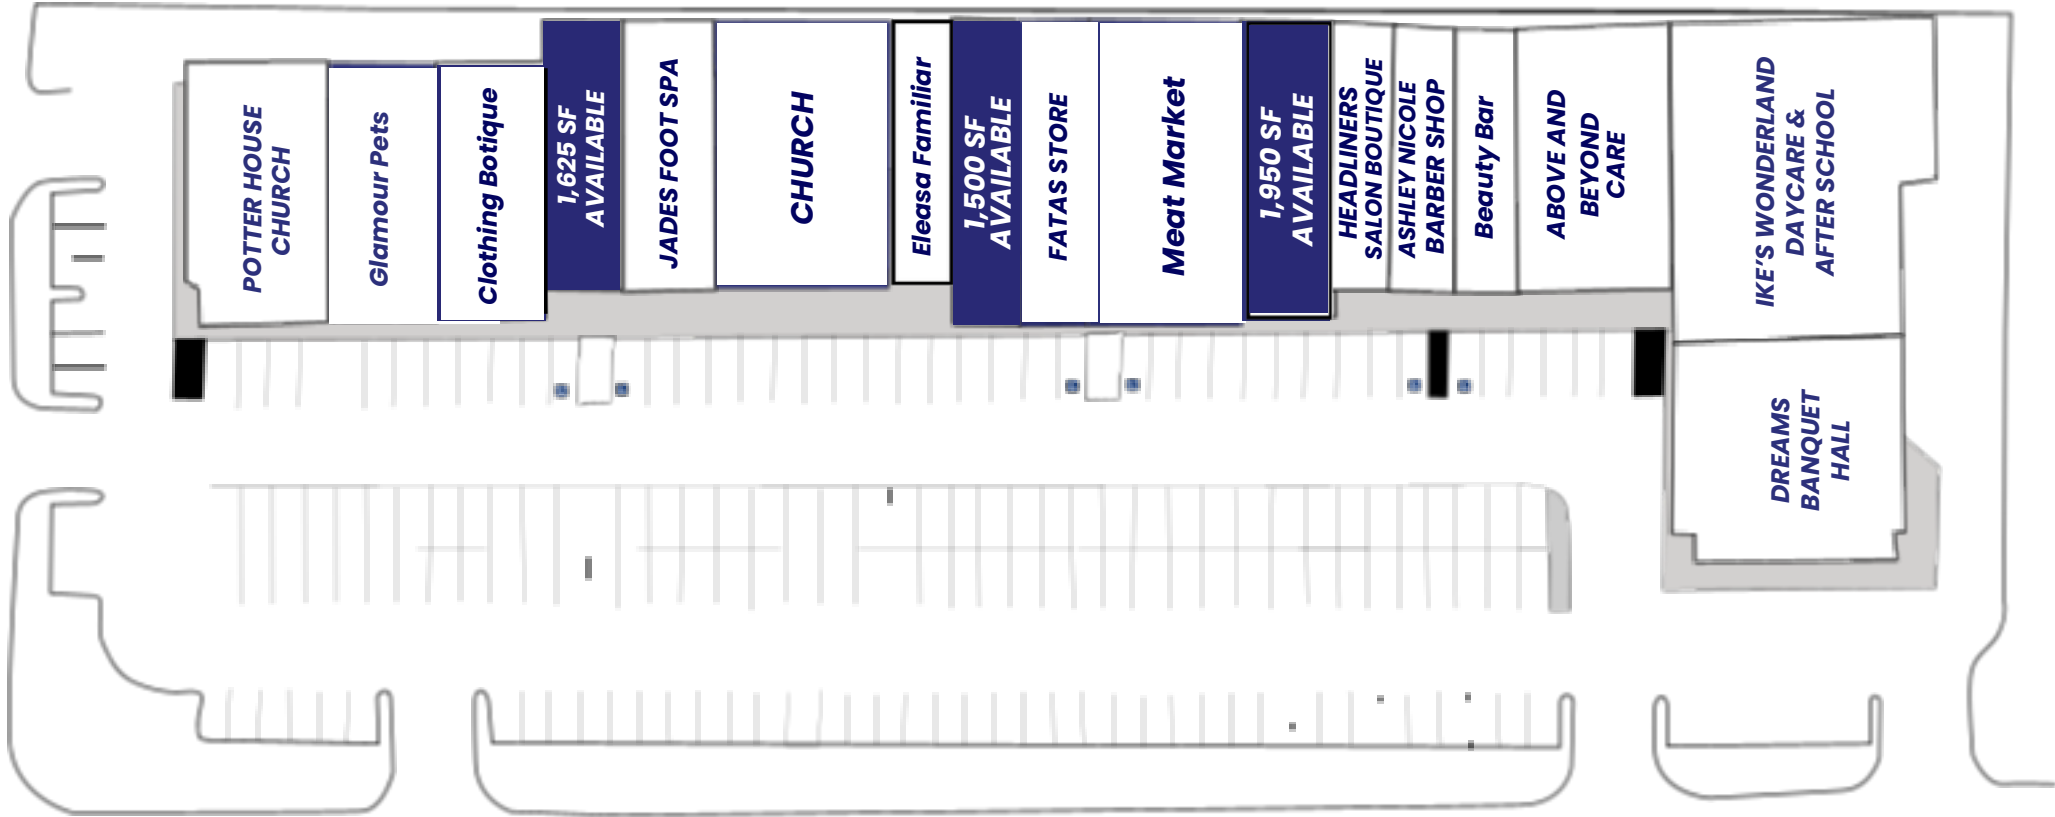 POTTER HOUSE
CHURCH
Glamour Pets
Clothing Botique
1,625 SF
AVAILABLE
JADES FOOT SPA
CHURCH
Eleasa Familiar
1,500 SF
AVAILABLE
FATAS STORE
Meat Market
1,950 SF
AVAILABLE
HEADLINERS
SALON BOUTIQUE
ASHLEY NICOLE
BARBER SHOP
Beauty Bar
ABOVE AND
BEYOND
CARE
IKE'S WONDERLAND
DAYCARE &
AFTER SCHOOL
DREAMS
BANQUET
HALL